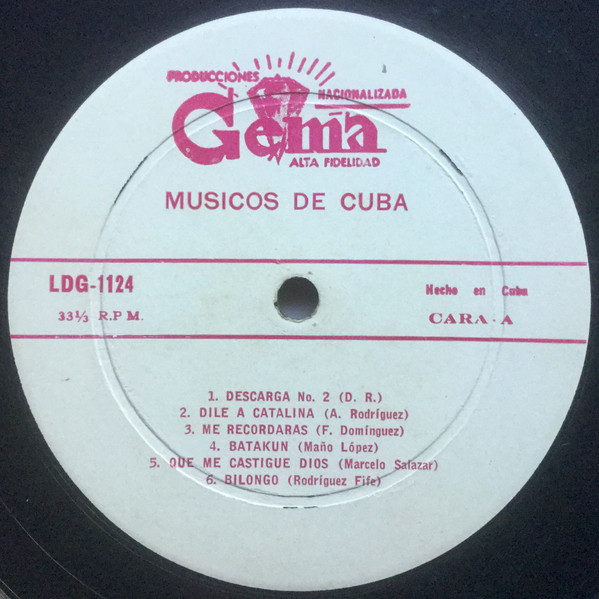 PRODUCCIONES
NACIONALIZADA
Gema
ALTA FIDELIDAD
MUSICOS DE CUBA
LDG-1124
Hecho en Cuba
33⅓ R.P.M.
CARA-A
1. DESCARGA No. 2 (D. R.)
2. DILE A CATALINA (A. Rodríguez)
3. ME RECORDARAS (F. Domínguez)
4. BATAKUN (Maño López)
5. QUE ME CASTIGUE DIOS (Marcelo Salazar)
6. BILONGO (Rodríguez Fife)